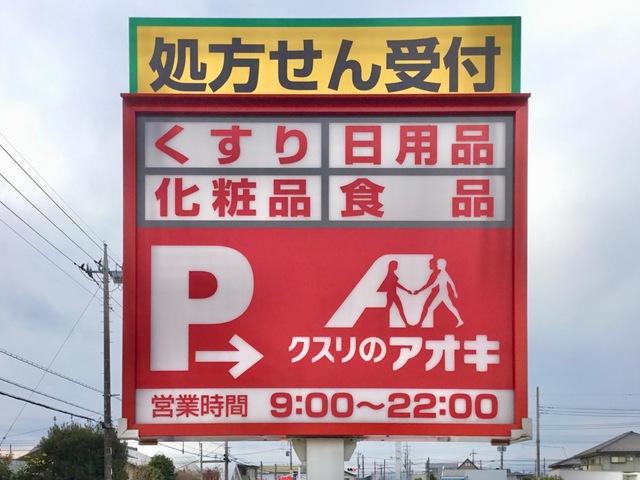 処方せん受付
くすり 日用品
化粧品 食品
P→
クスリのアオキ
営業時間 9:00～22:00